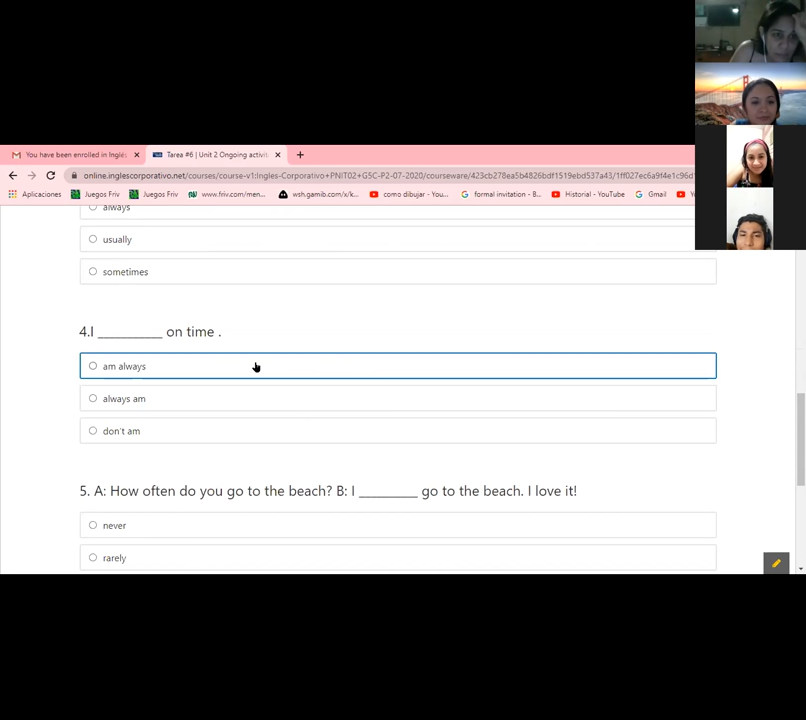 You have been enrolled in Inglés
Tarea #6 | Unit 2 Ongoing activi
online.inglescorporativo.net/courses/course-v1:Ingles-Corporativo+PNIT02+G5C-P2-07-2020/courseware/423cb278ea5b4826bdf1519ebd537a43/1ff027ec6a9f4e1c96d
Aplicaciones Juegos Friv Juegos Friv www.friv.com/men... wsh.gamib.com/x/k... como dibujar - You... formal invitation - B... Historial - YouTube Gmail
always
usually
sometimes
4.I __________ on time .
am always
always am
don't am
5. A: How often do you go to the beach? B: I _________ go to the beach. I love it!
never
rarely